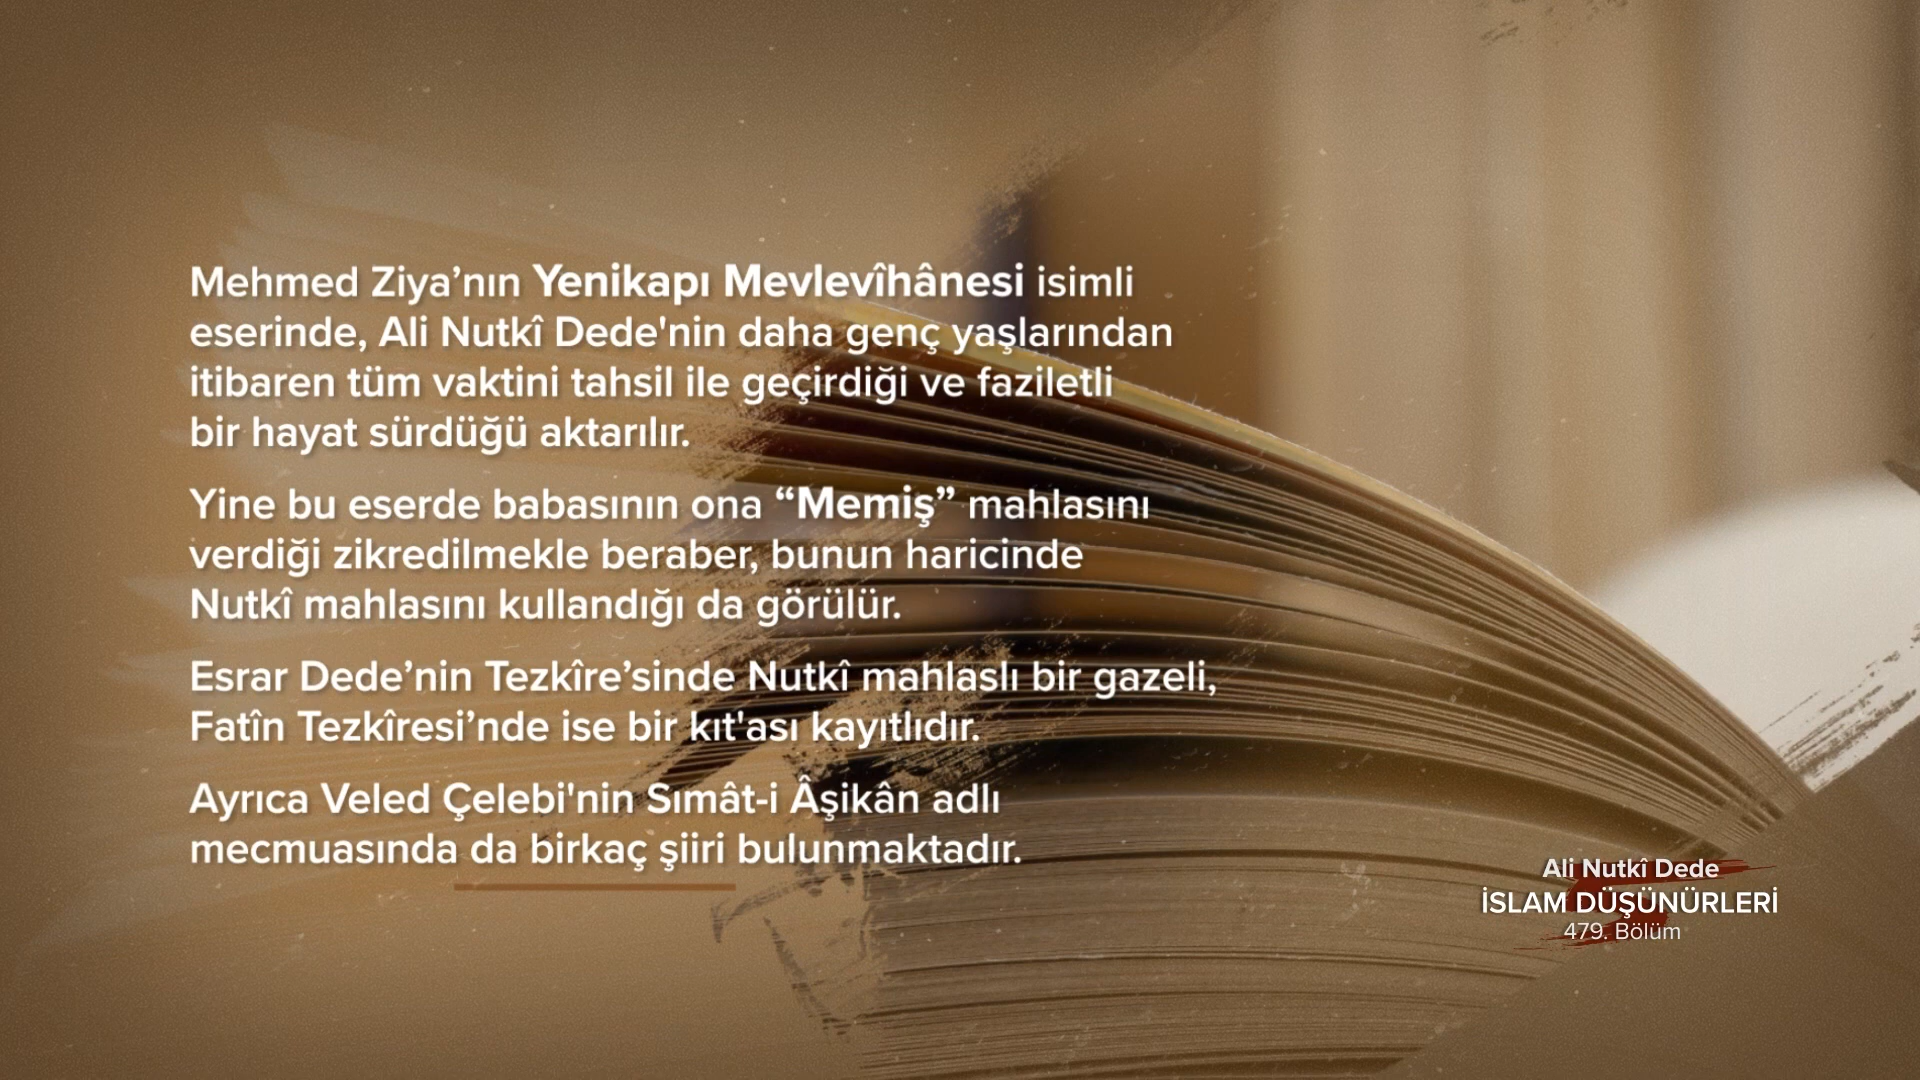 Mehmed Ziya’nın Yenikapı Mevlevîhânesi isimli
eserinde, Ali Nutkî Dede'nin daha genç yaşlarından
itibaren tüm vaktini tahsil ile geçirdiği ve faziletli
bir hayat sürdüğü aktarılır.
Yine bu eserde babasının ona “Memiş” mahlasını
verdiği zikredilmekle beraber, bunun haricinde
Nutkî mahlasını kullandığı da görülür.
Esrar Dede’nin Tezkîre’sinde Nutkî mahlaslı bir gazeli,
Fatîn Tezkîresi’nde ise bir kıt'ası kayıtlıdır.
Ayrıca Veled Çelebi'nin Sımât-i Âşikân adlı
mecmuasında da birkaç şiiri bulunmaktadır.
Ali Nutkî Dede
İSLAM DÜŞÜNÜRLERİ
479. Bölüm